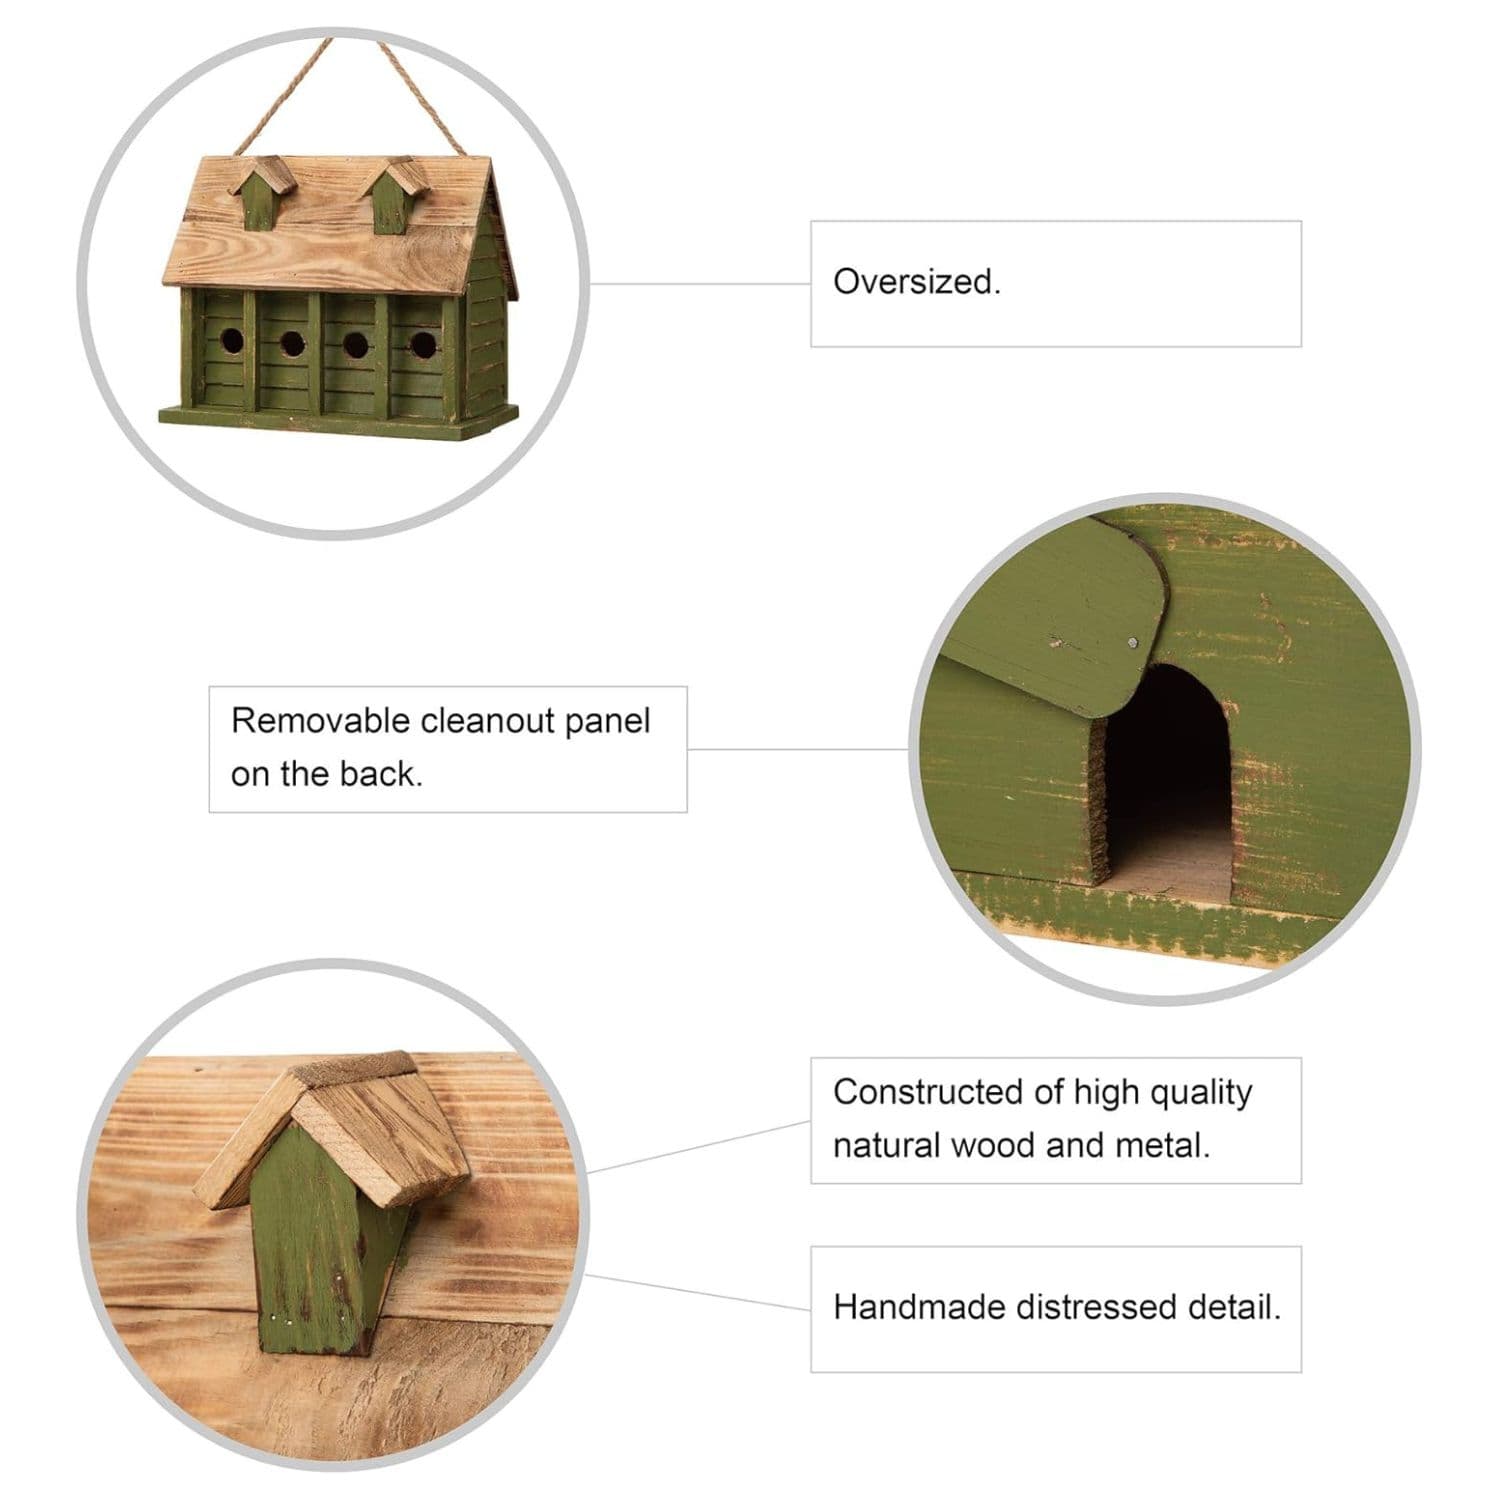 Oversized.
Removable cleanout panel
on the back.
Constructed of high quality
natural wood and metal.
Handmade distressed detail.